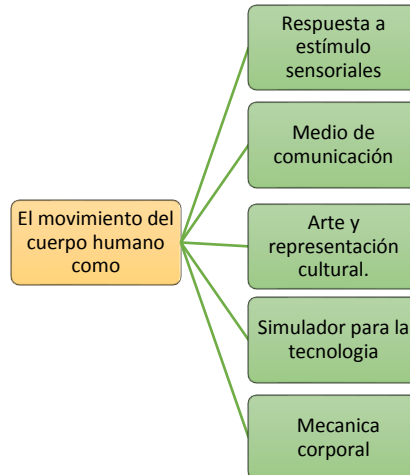 Respuesta a
estímulo
sensoriales
Medio de
comunicación
El movimiento del
cuerpo humano
como
Arte y
representación
cultural.
Simulador para la
tecnologia
Mecanica
corporal